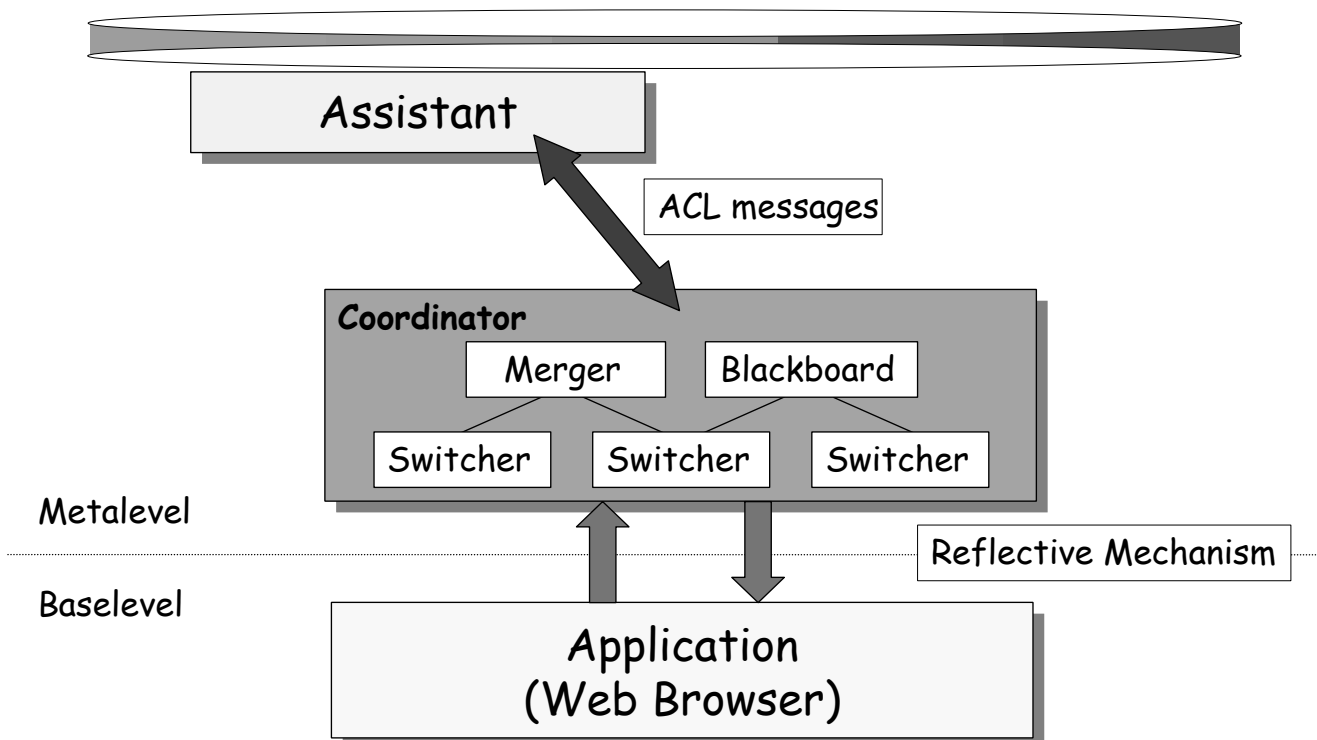 Assistant
ACL messages
Coordinator
Merger
Blackboard
Switcher
Switcher
Switcher
Metalevel
Reflective Mechanism
Baselevel
Application
(Web Browser)